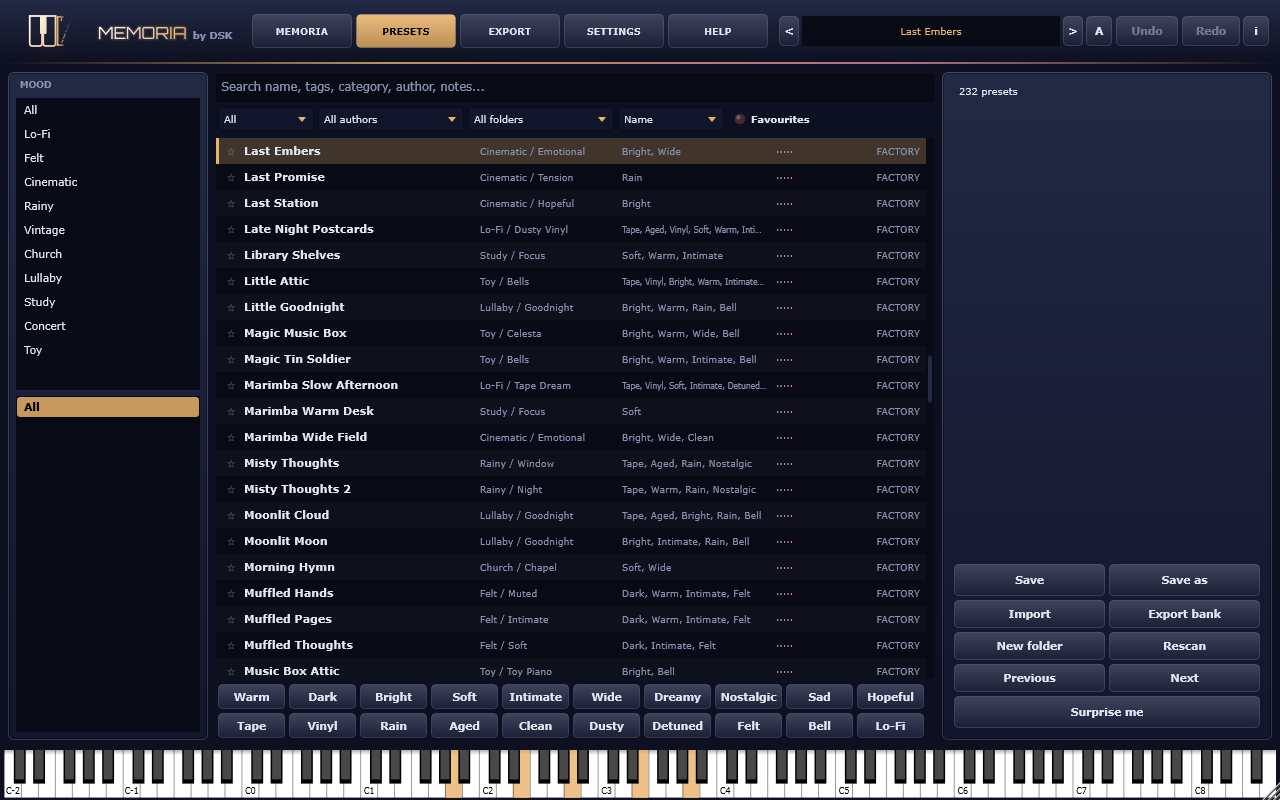 MEMORIA by DSK MEMORIA PRESETS EXPORT SETTINGS HELP < Last Embers > A Undo Redo i
MOOD
All
Lo-Fi
Felt
Cinematic
Rainy
Vintage
Church
Lullaby
Study
Concert
Toy
All
Search name, tags, category, author, notes...
All All authors All folders Name Favourites
☆ Last Embers Cinematic / Emotional Bright, Wide ····· FACTORY
☆ Last Promise Cinematic / Tension Rain ····· FACTORY
☆ Last Station Cinematic / Hopeful Bright ····· FACTORY
☆ Late Night Postcards Lo-Fi / Dusty Vinyl Tape, Aged, Vinyl, Soft, Warm, Inti... ····· FACTORY
☆ Library Shelves Study / Focus Soft, Warm, Intimate ····· FACTORY
☆ Little Attic Toy / Bells Tape, Vinyl, Bright, Warm, Intimate... ····· FACTORY
☆ Little Goodnight Lullaby / Goodnight Bright, Warm, Rain, Bell ····· FACTORY
☆ Magic Music Box Toy / Celesta Bright, Warm, Wide, Bell ····· FACTORY
☆ Magic Tin Soldier Toy / Bells Bright, Warm, Intimate, Bell ····· FACTORY
☆ Marimba Slow Afternoon Lo-Fi / Tape Dream Tape, Vinyl, Soft, Intimate, Detuned... ····· FACTORY
☆ Marimba Warm Desk Study / Focus Soft ····· FACTORY
☆ Marimba Wide Field Cinematic / Emotional Bright, Wide, Clean ····· FACTORY
☆ Misty Thoughts Rainy / Window Tape, Aged, Rain, Nostalgic ····· FACTORY
☆ Misty Thoughts 2 Rainy / Night Tape, Warm, Rain, Nostalgic ····· FACTORY
☆ Moonlit Cloud Lullaby / Goodnight Tape, Aged, Bright, Rain, Bell ····· FACTORY
☆ Moonlit Moon Lullaby / Goodnight Bright, Intimate, Rain, Bell ····· FACTORY
☆ Morning Hymn Church / Chapel Soft, Wide ····· FACTORY
☆ Muffled Hands Felt / Muted Dark, Warm, Intimate, Felt ····· FACTORY
☆ Muffled Pages Felt / Intimate Dark, Warm, Intimate, Felt ····· FACTORY
☆ Muffled Thoughts Felt / Soft Dark, Intimate, Felt ····· FACTORY
☆ Music Box Attic Toy / Toy Piano Bright, Bell ····· FACTORY
Warm Dark Bright Soft Intimate Wide Dreamy Nostalgic Sad Hopeful
Tape Vinyl Rain Aged Clean Dusty Detuned Felt Bell Lo-Fi
232 presets
Save Save as
Import Export bank
New folder Rescan
Previous Next
Surprise me
C-2 C-1 C0 C1 C2 C3 C4 C5 C6 C7 C8